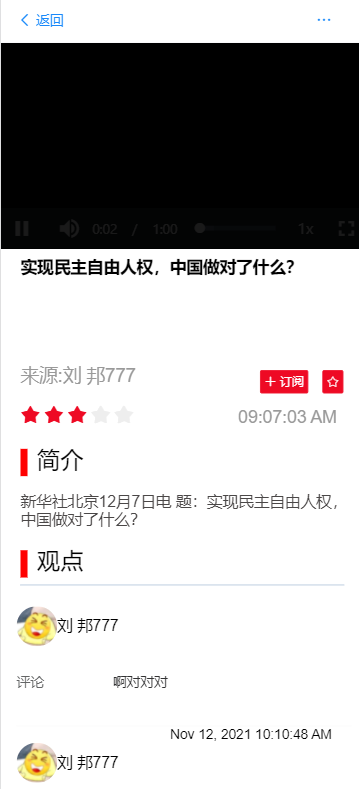 返回
0:02 / 1:00 1x
实现民主自由人权，中国做对了什么？
来源:刘 邦777
订阅
09:07:03 AM
简介
新华社北京12月7日电 题：实现民主自由人权，
中国做对了什么？
观点
刘 邦777
评论 啊对对对
Nov 12, 2021 10:10:48 AM
刘 邦777